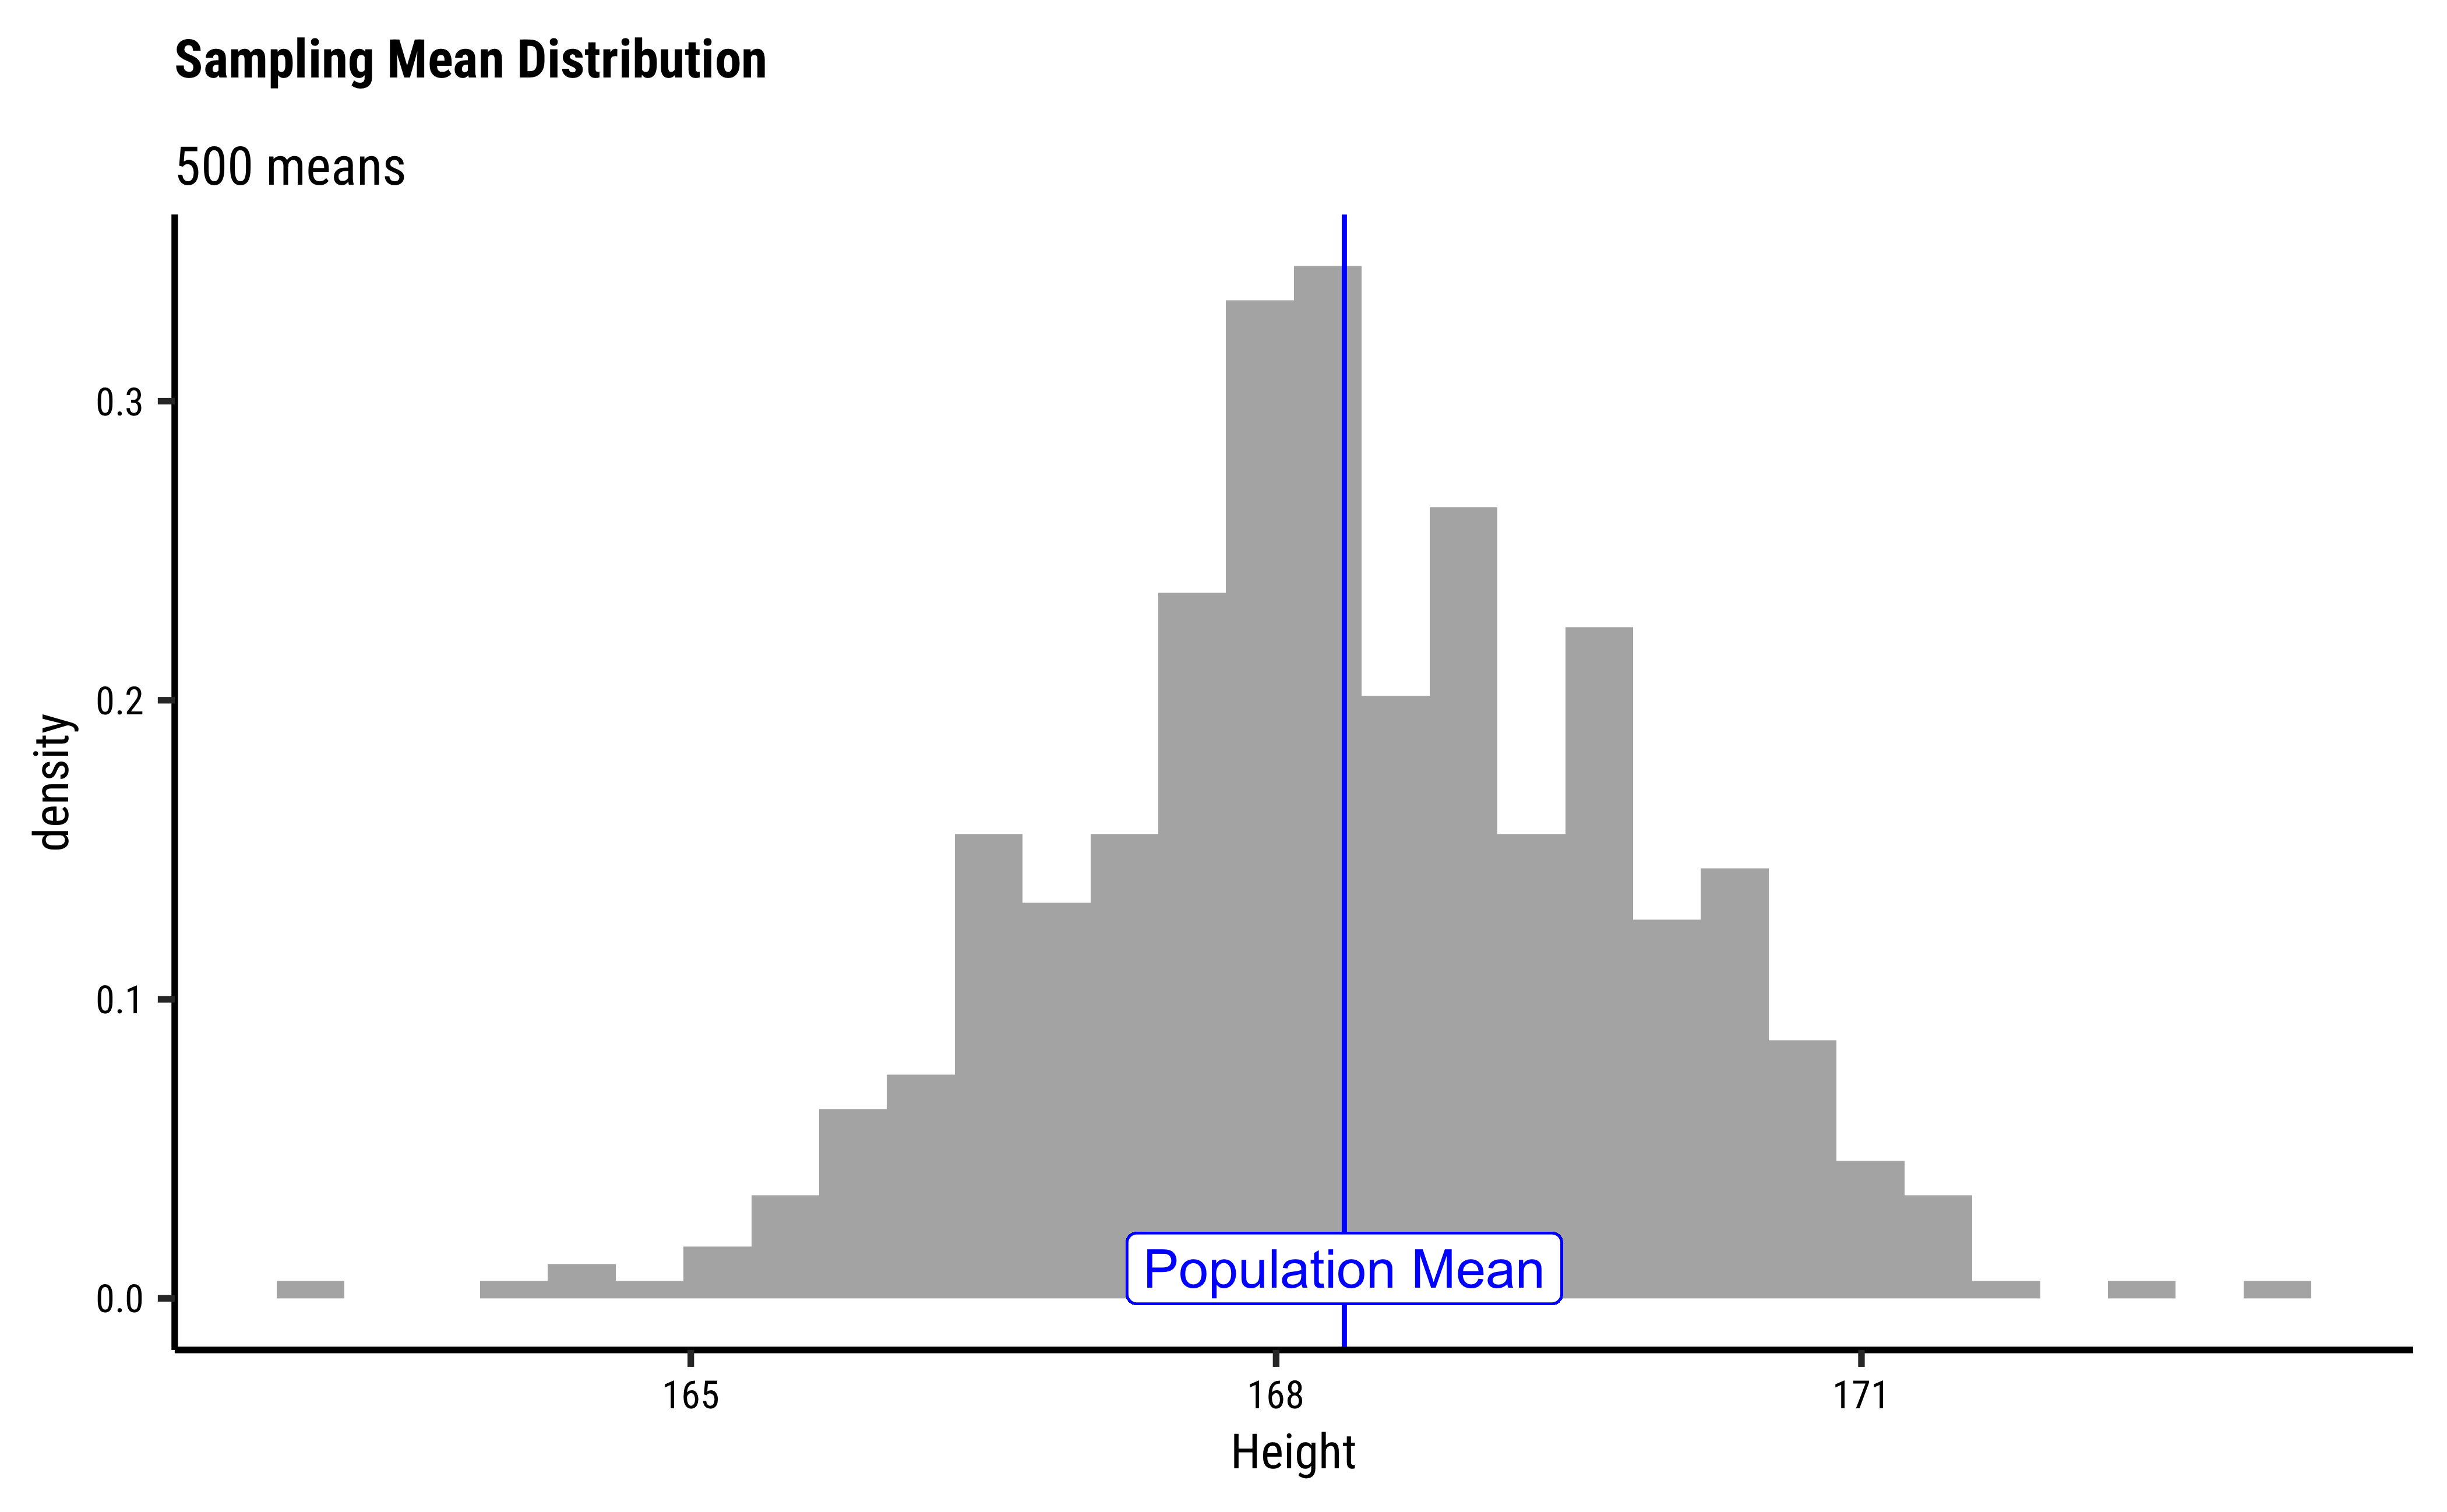 Sampling Mean Distribution
500 means
density
0.3
0.2
0.1
0.0
Population Mean
165
168
171
Height